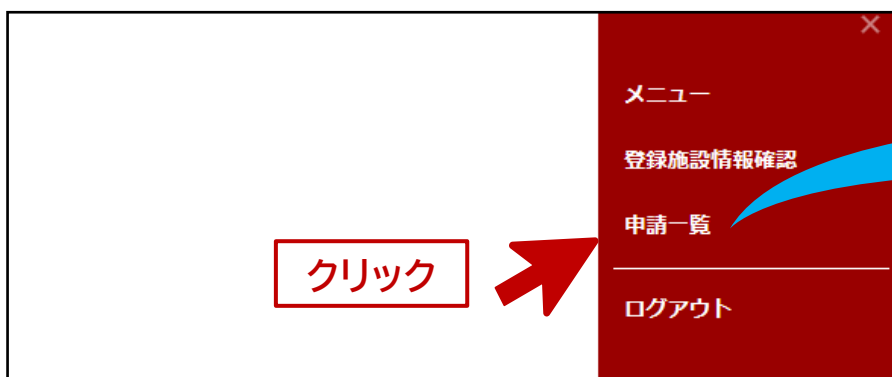 ×
メニュー
登録施設情報確認
申請一覧
クリック
ログアウト